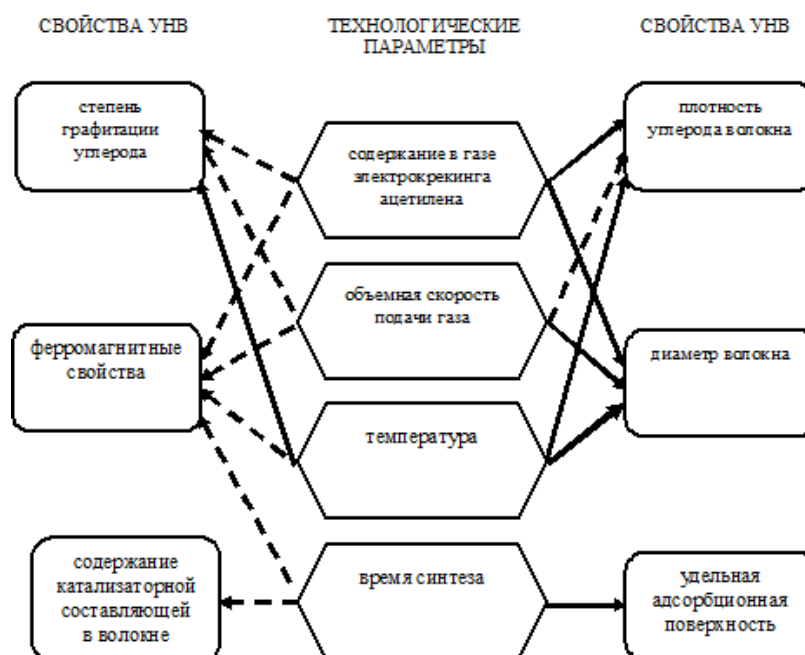 СВОЙСТВА УНВ
ТЕХНОЛОГИЧЕСКИЕ
ПАРАМЕТРЫ
СВОЙСТВА УНВ
степень
графитации
углерода
содержание в газе
электрокрекинга
ацетилена
плотность
углерода волокна
объемная скорость
подачи газа
ферромагнитные
свойства
диаметр волокна
температура
содержание
катализаторной
составляющей
в волокне
время синтеза
удельная
адсорбционная
поверхность